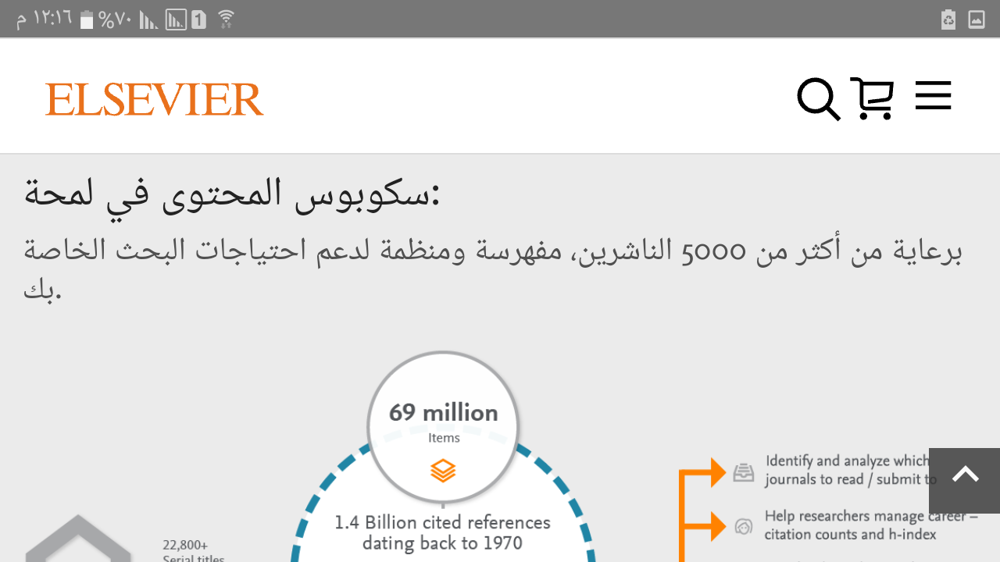 م ١٢:١٦ %٧٠ 1
ELSEVIER
سكوبوس المحتوى في لمحة:
برعاية من أكثر من 5000 الناشرين، مفهرسة ومنظمة لدعم احتياجات البحث الخاصة
بك.
69 million
Items
1.4 Billion cited references
dating back to 1970
22,800+
Serial titles
Identify and analyze which
journals to read / submit to
Help researchers manage career –
citation counts and h-index